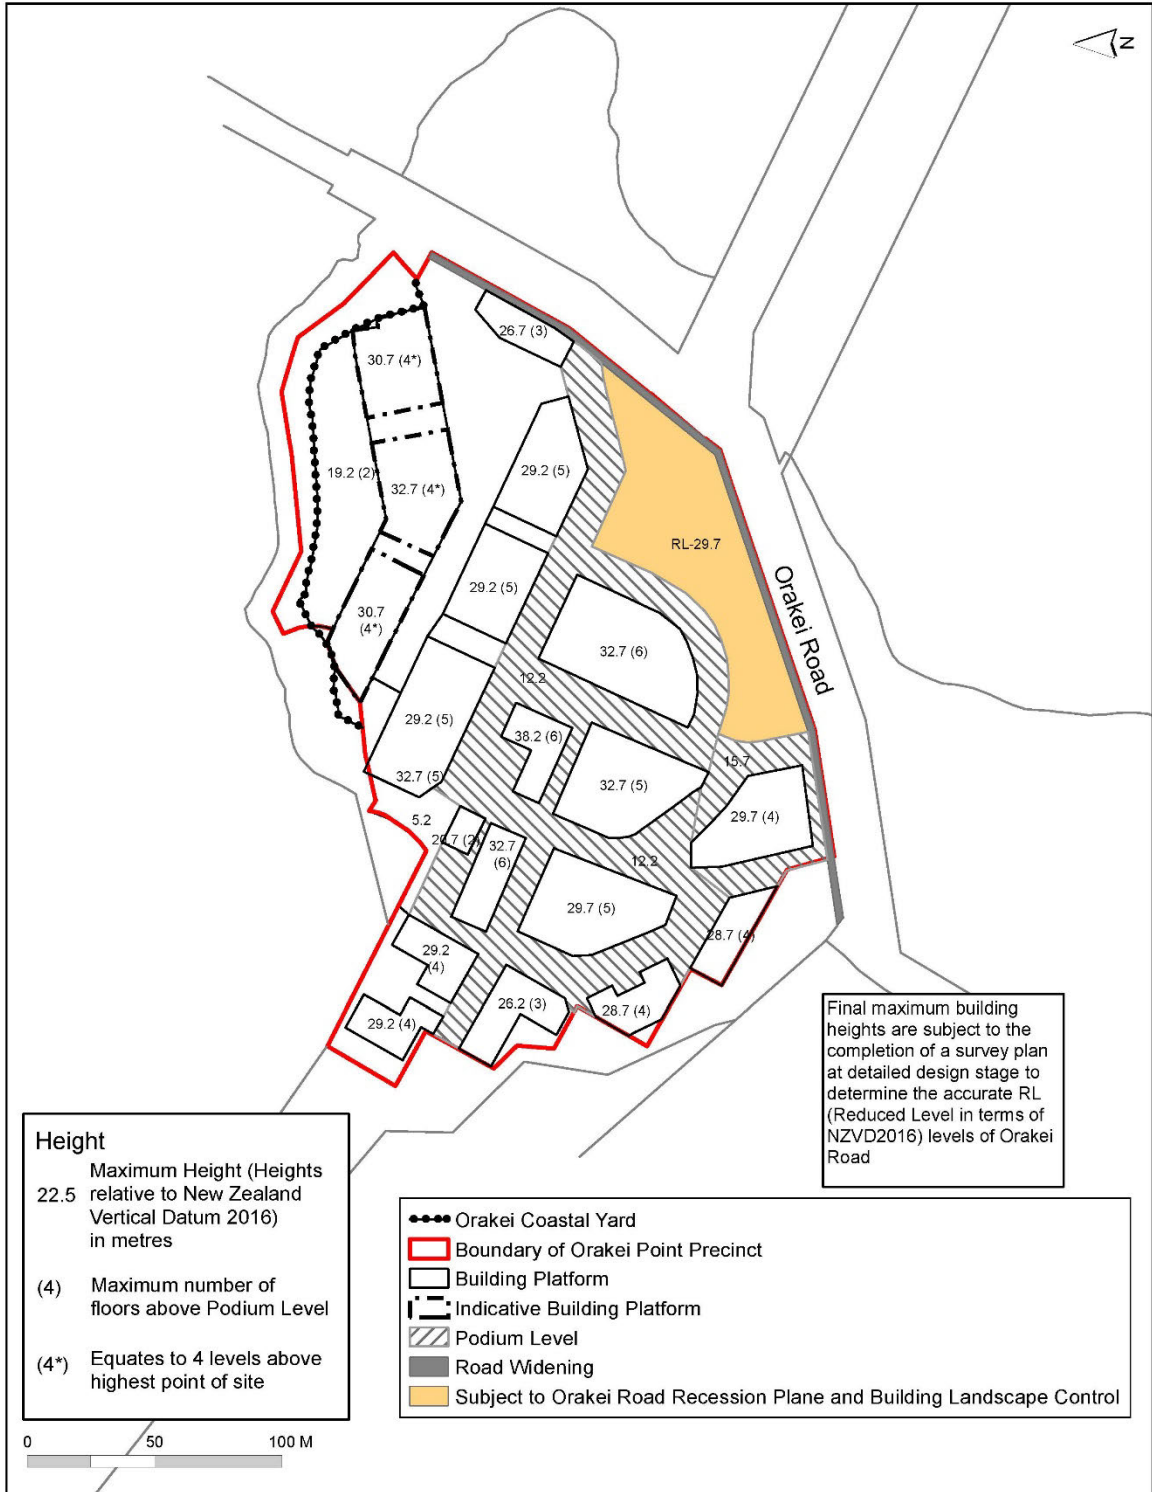 N
26.7 (3)
30.7 (4*)
19.2 (2)
32.7 (4*)
29.2 (5)
RL-29.7
29.2 (5)
30.7
(4*)
Orakei Road
32.7 (6)
12.2
29.2 (5)
38.2 (6)
15.7
32.7 (5)
32.7 (5)
5.2
29.7 (4)
32.7
(6)
12.2
29.7 (5)
28.7 (4)
29.2
(4)
26.2 (3)
28.7 (4)
29.2 (4)
Final maximum building
heights are subject to the
completion of a survey plan
at detailed design stage to
determine the accurate RL
(Reduced Level in terms of
NZVD2016) levels of Orakei
Road
Height
22.5 Maximum Height (Heights
relative to New Zealand
Vertical Datum 2016)
in metres
(4) Maximum number of
floors above Podium Level
(4*) Equates to 4 levels above
highest point of site
Orakei Coastal Yard
Boundary of Orakei Point Precinct
Building Platform
Indicative Building Platform
Podium Level
Road Widening
Subject to Orakei Road Recession Plane and Building Landscape Control
0 50 100 M